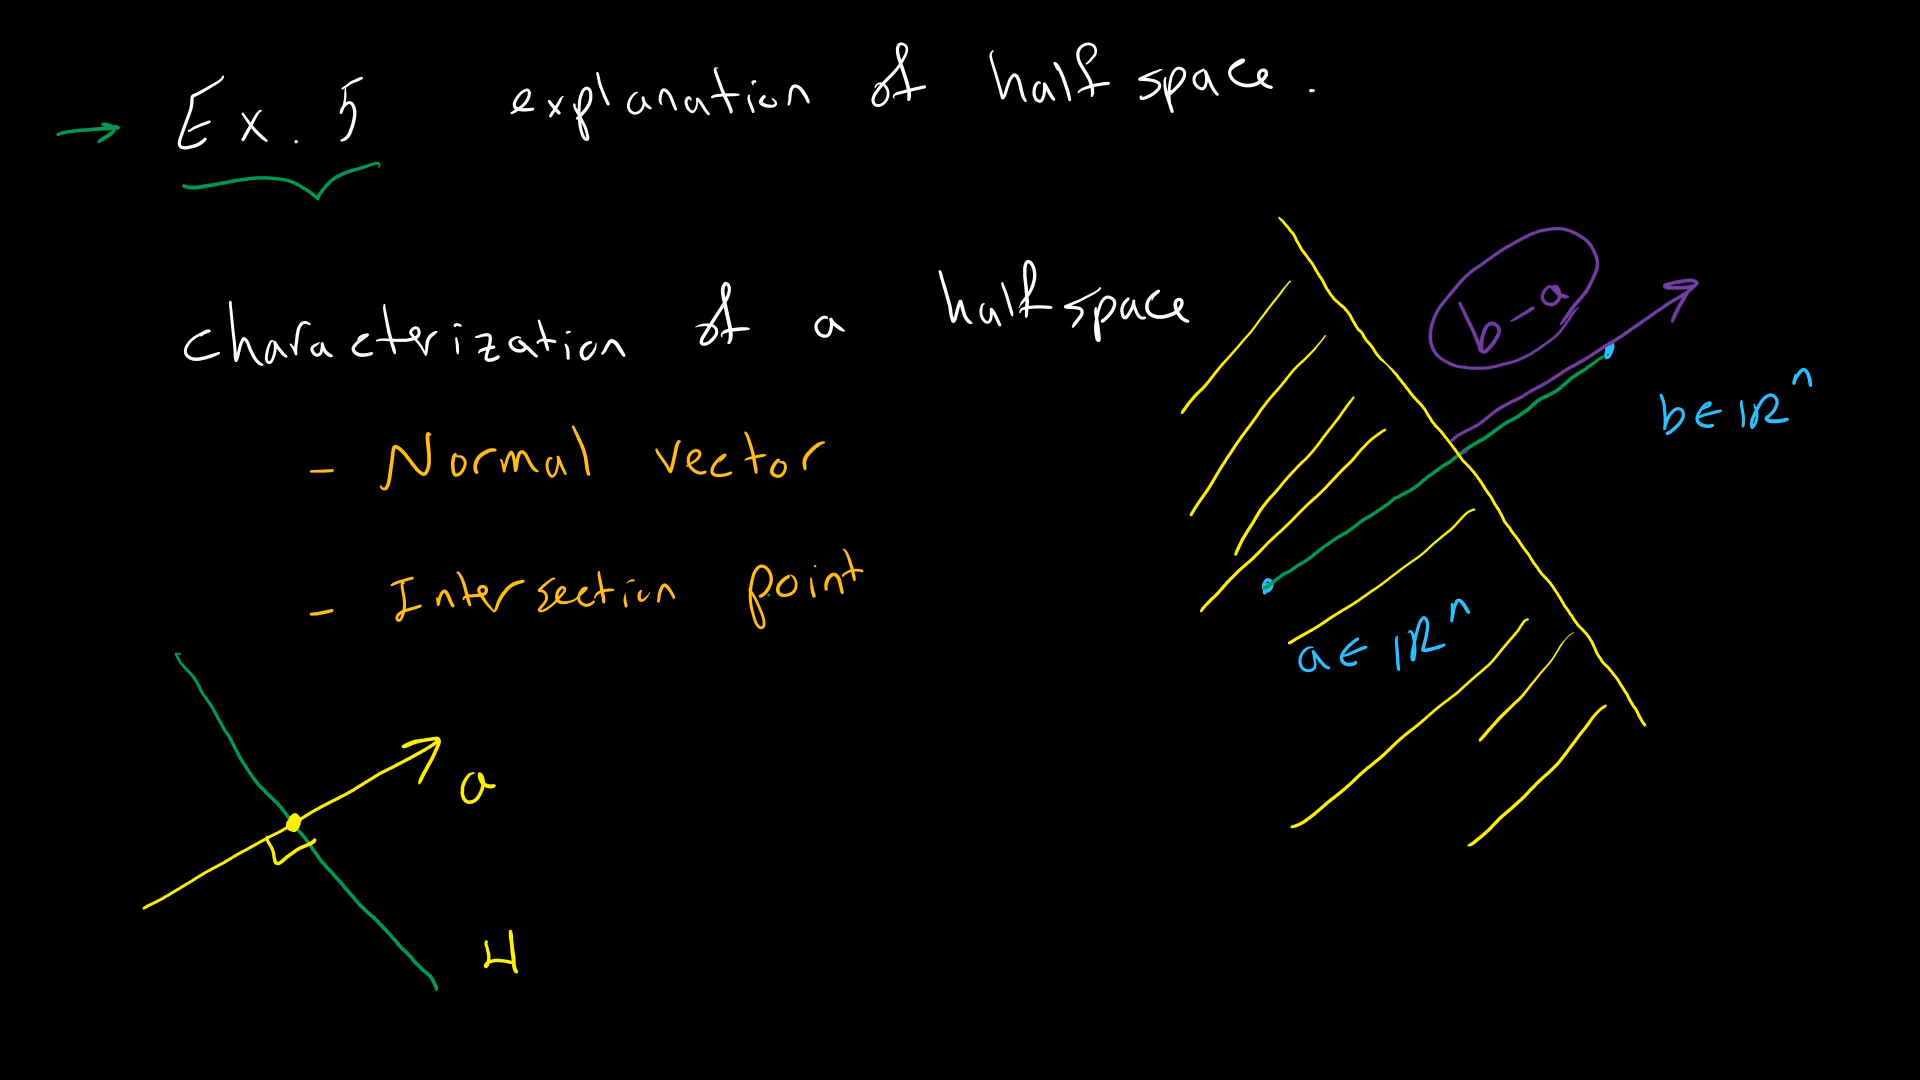 → Ex. 5 explanation of half space.
characterization of a half space
- Normal vector
- Intersection point
b-a
b ∈ ℝⁿ
a ∈ ℝⁿ
a
H